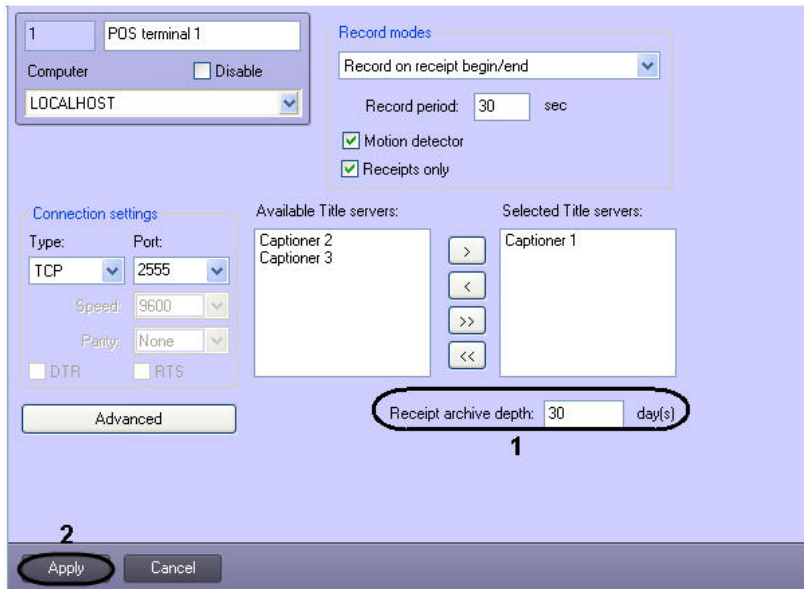 1 POS terminal 1
Computer Disable
LOCALHOST
Record modes
Record on receipt begin/end
Record period: 30 sec
Motion detector
Receipts only
Connection settings
Type: Port:
TCP 2555
Speed: 9600
Parity: None
DTR RTS
Advanced
Available Title servers:
Captioner 2
Captioner 3
>
<
>>
<<
Selected Title servers:
Captioner 1
Receipt archive depth: 30 day(s)
1
2
Apply Cancel